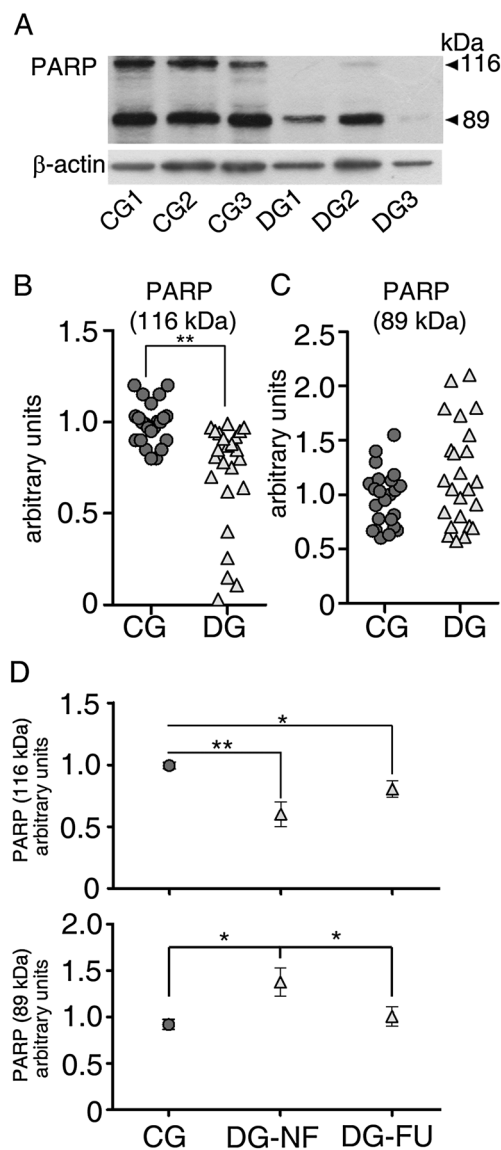 A
kDa
PARP
◄116
◄89
β-actin
CG1 CG2 CG3 DG1 DG2 DG3
B
PARP
(116 kDa)
**
arbitrary units
1.5
1.0
0.5
0
CG DG
C
PARP
(89 kDa)
arbitrary units
2.5
2.0
1.5
1.0
0.5
0
CG DG
D
PARP (116 kDa)
arbitrary units
1.5
1.0
0.5
0
*
**
PARP (89 kDa)
arbitrary units
2.0
1.5
1.0
0.5
0
* *
CG DG-NF DG-FU